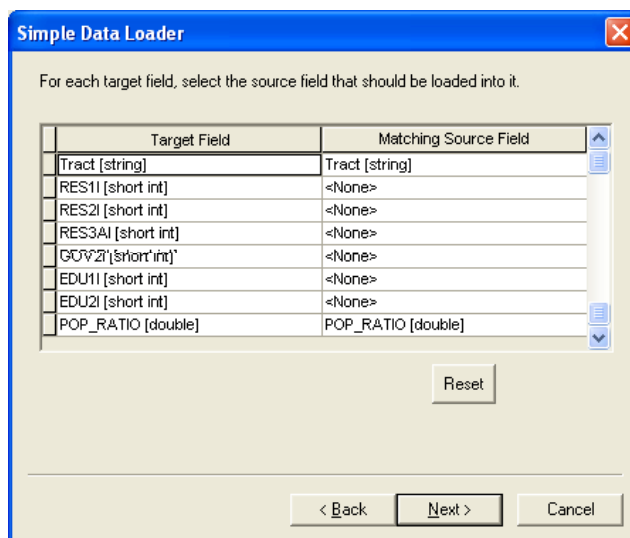 Simple Data Loader
For each target field, select the source field that should be loaded into it.
Target Field Matching Source Field
Tract [string] Tract [string]
RES1I [short int] <None>
RES2I [short int] <None>
RES3AI [short int] <None>
EDU1I [short int] <None>
EDU2I [short int] <None>
POP_RATIO [double] POP_RATIO [double]
Reset
< Back Next > Cancel